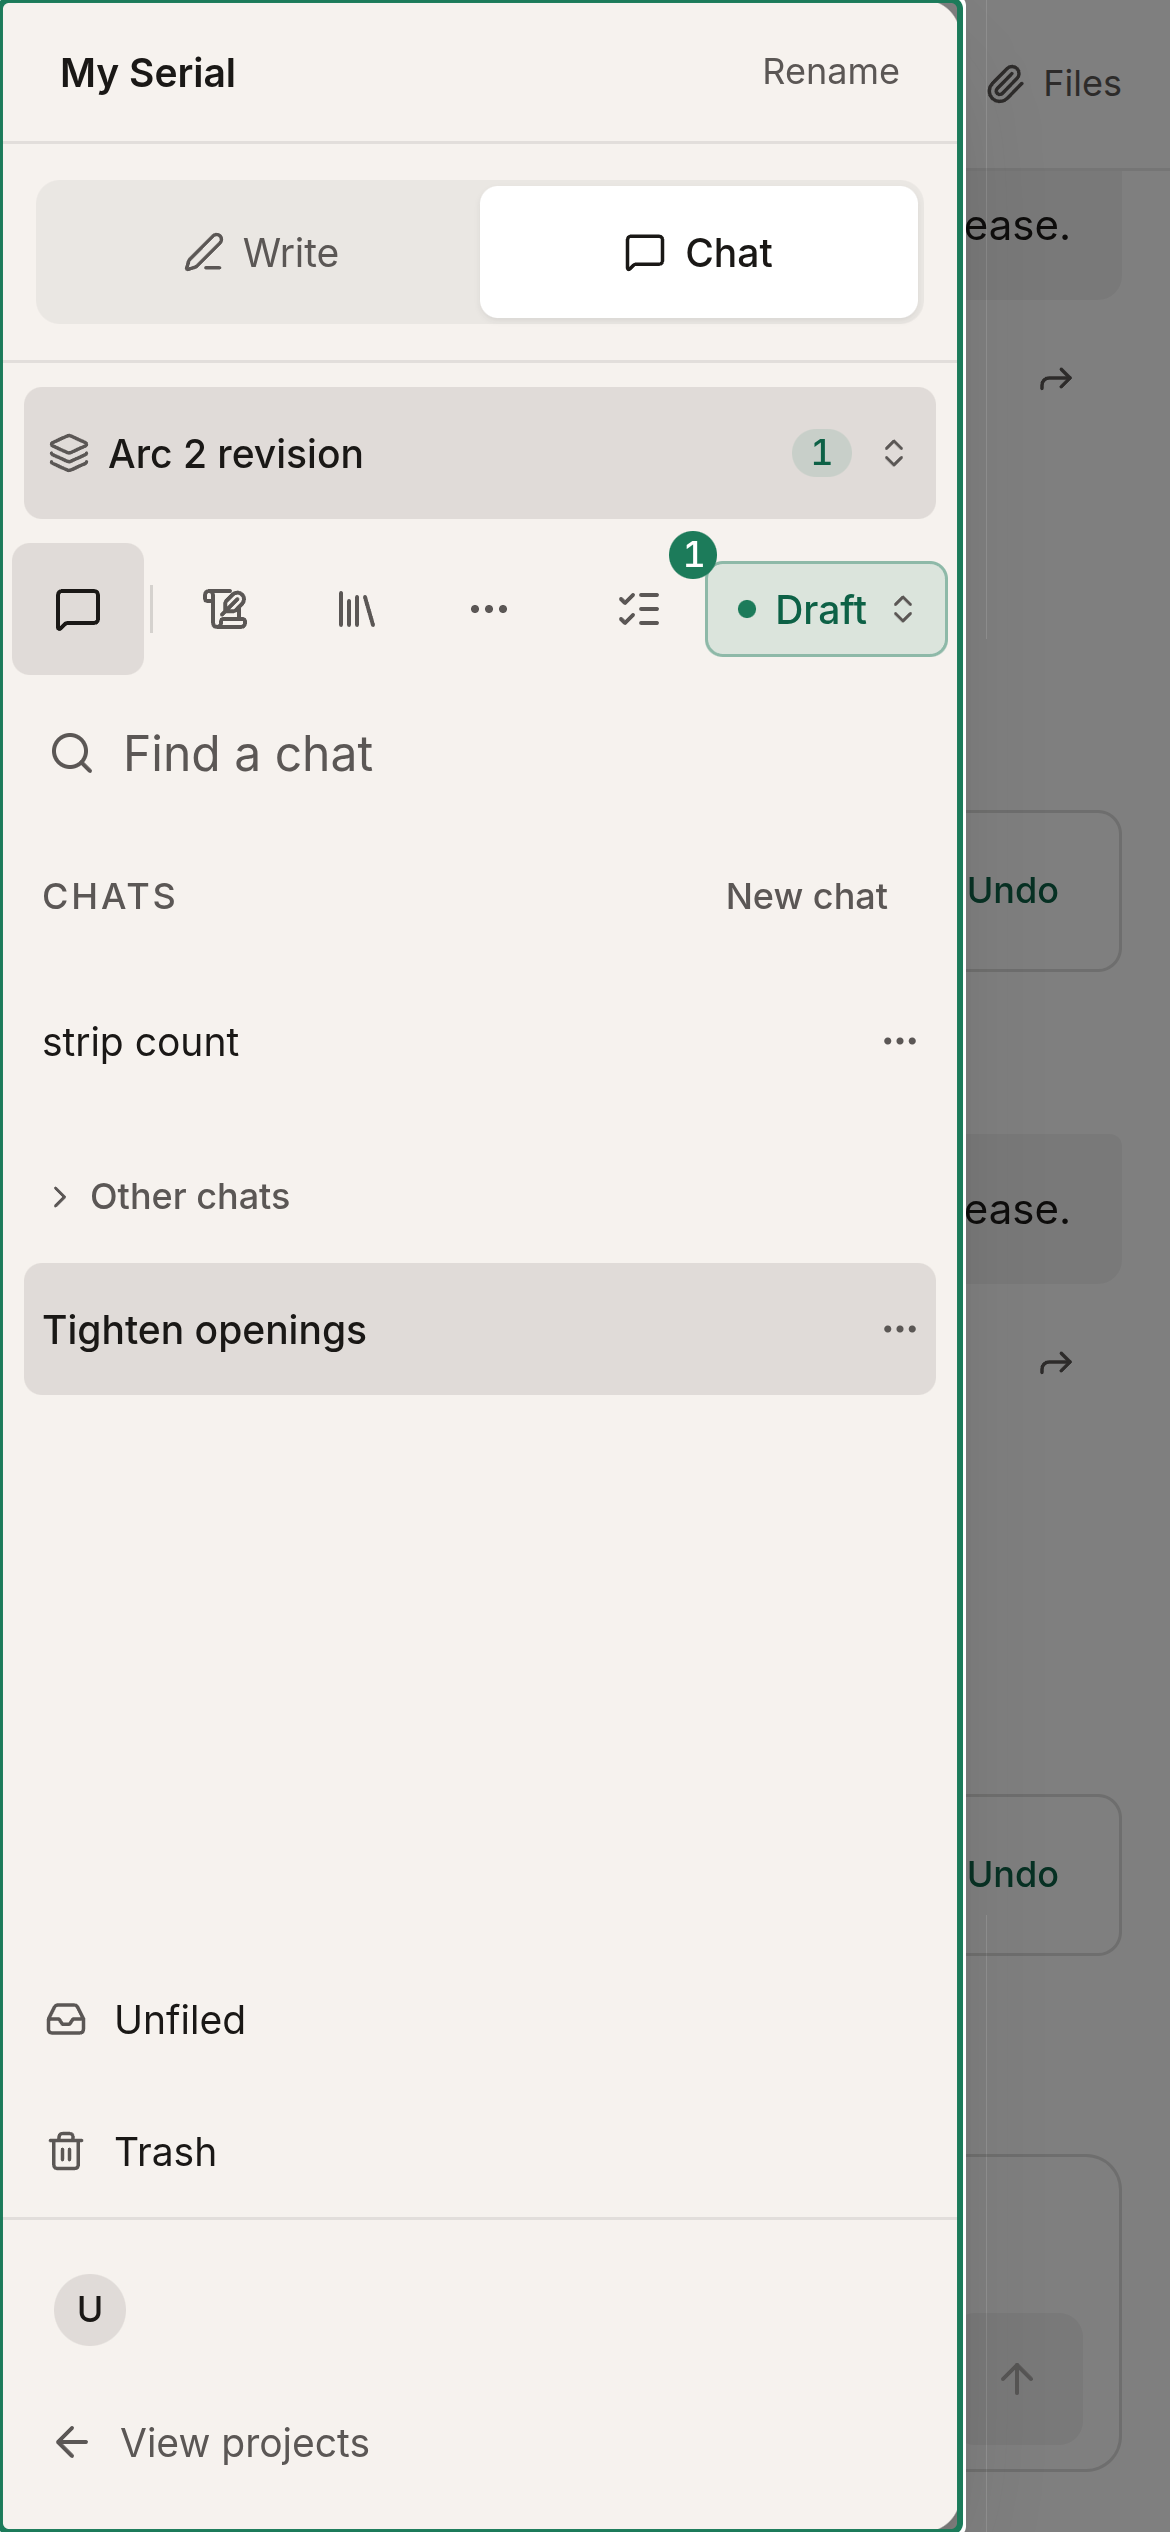 My Serial
Rename
Files
Write
Chat
ease.
Arc 2 revision
1
1
Draft
Find a chat
CHATS
New chat
Undo
strip count
Other chats
ease.
Tighten openings
Undo
Unfiled
Trash
U
View projects